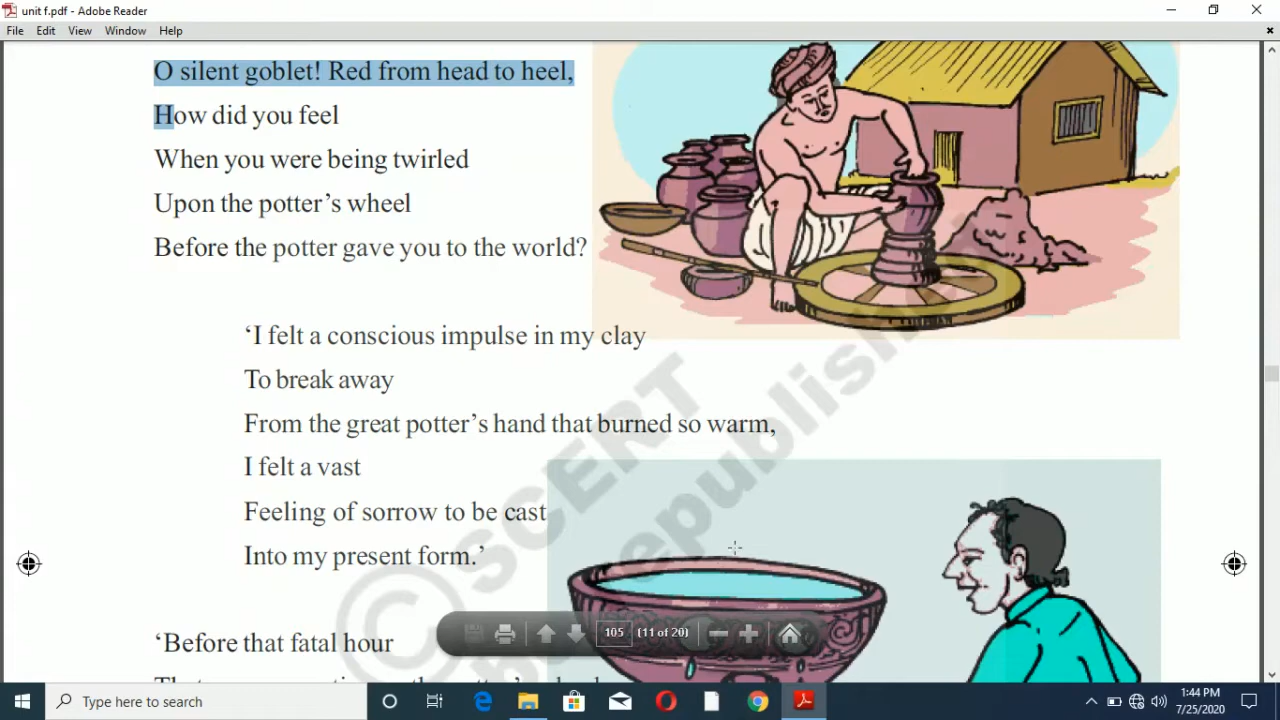 unit f.pdf - Adobe Reader
File Edit View Window Help
O silent goblet! Red from head to heel,
How did you feel
When you were being twirled
Upon the potter’s wheel
Before the potter gave you to the world?
‘I felt a conscious impulse in my clay
To break away
From the great potter’s hand that burned so warm,
I felt a vast
Feeling of sorrow to be cast
Into my present form.’
‘Before that fatal hour
©SCERT
republish
105 (11 of 20)
Type here to search
1:44 PM
7/25/2020